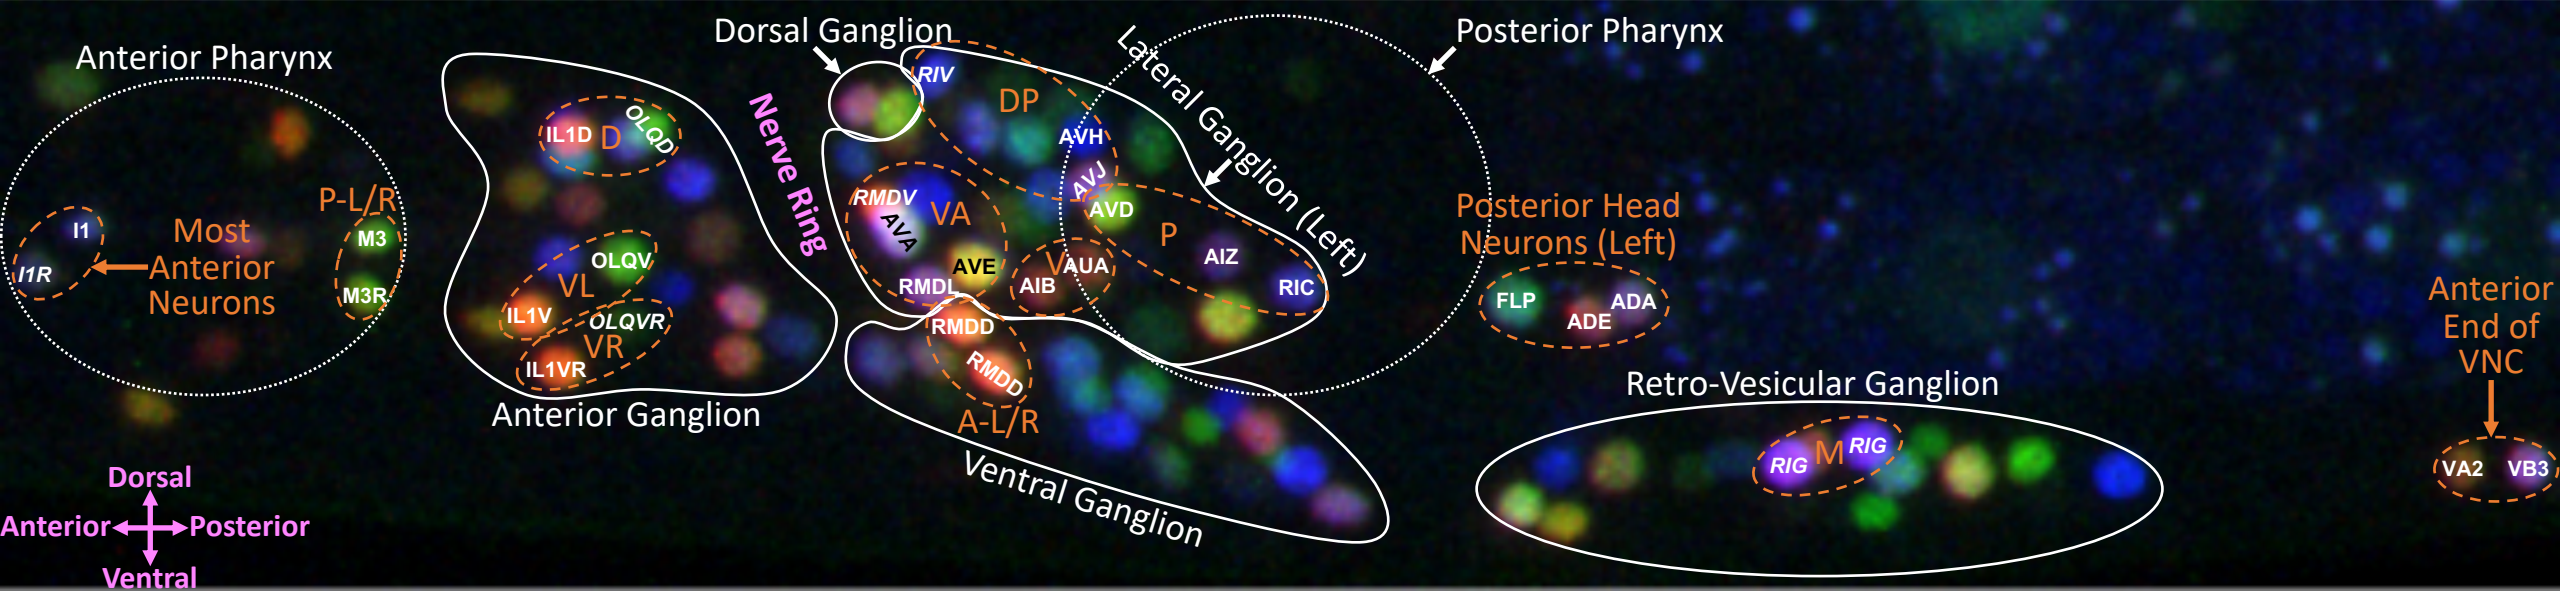 Anterior Pharynx
I1
I1R
Most
Anterior
Neurons
P-L/R
M3
M3R
Dorsal
Anterior
Posterior
Ventral
IL1D
D
OLQD
OLQV
VL
IL1V
OLQVR
VR
IL1VR
Anterior Ganglion
Nerve Ring
Dorsal Ganglion
RIV
DP
AVH
AVJ
AVD
RMDV
AVA
VA
AVE
RMDL
V
AUA
AIB
P
AIZ
RIC
Lateral Ganglion (Left)
Posterior Pharynx
RMDD
RMDD
A-L/R
Ventral Ganglion
Posterior Head
Neurons (Left)
FLP
ADA
ADE
Retro-Vesicular Ganglion
RIG
M
RIG
Anterior
End of
VNC
VA2
VB3